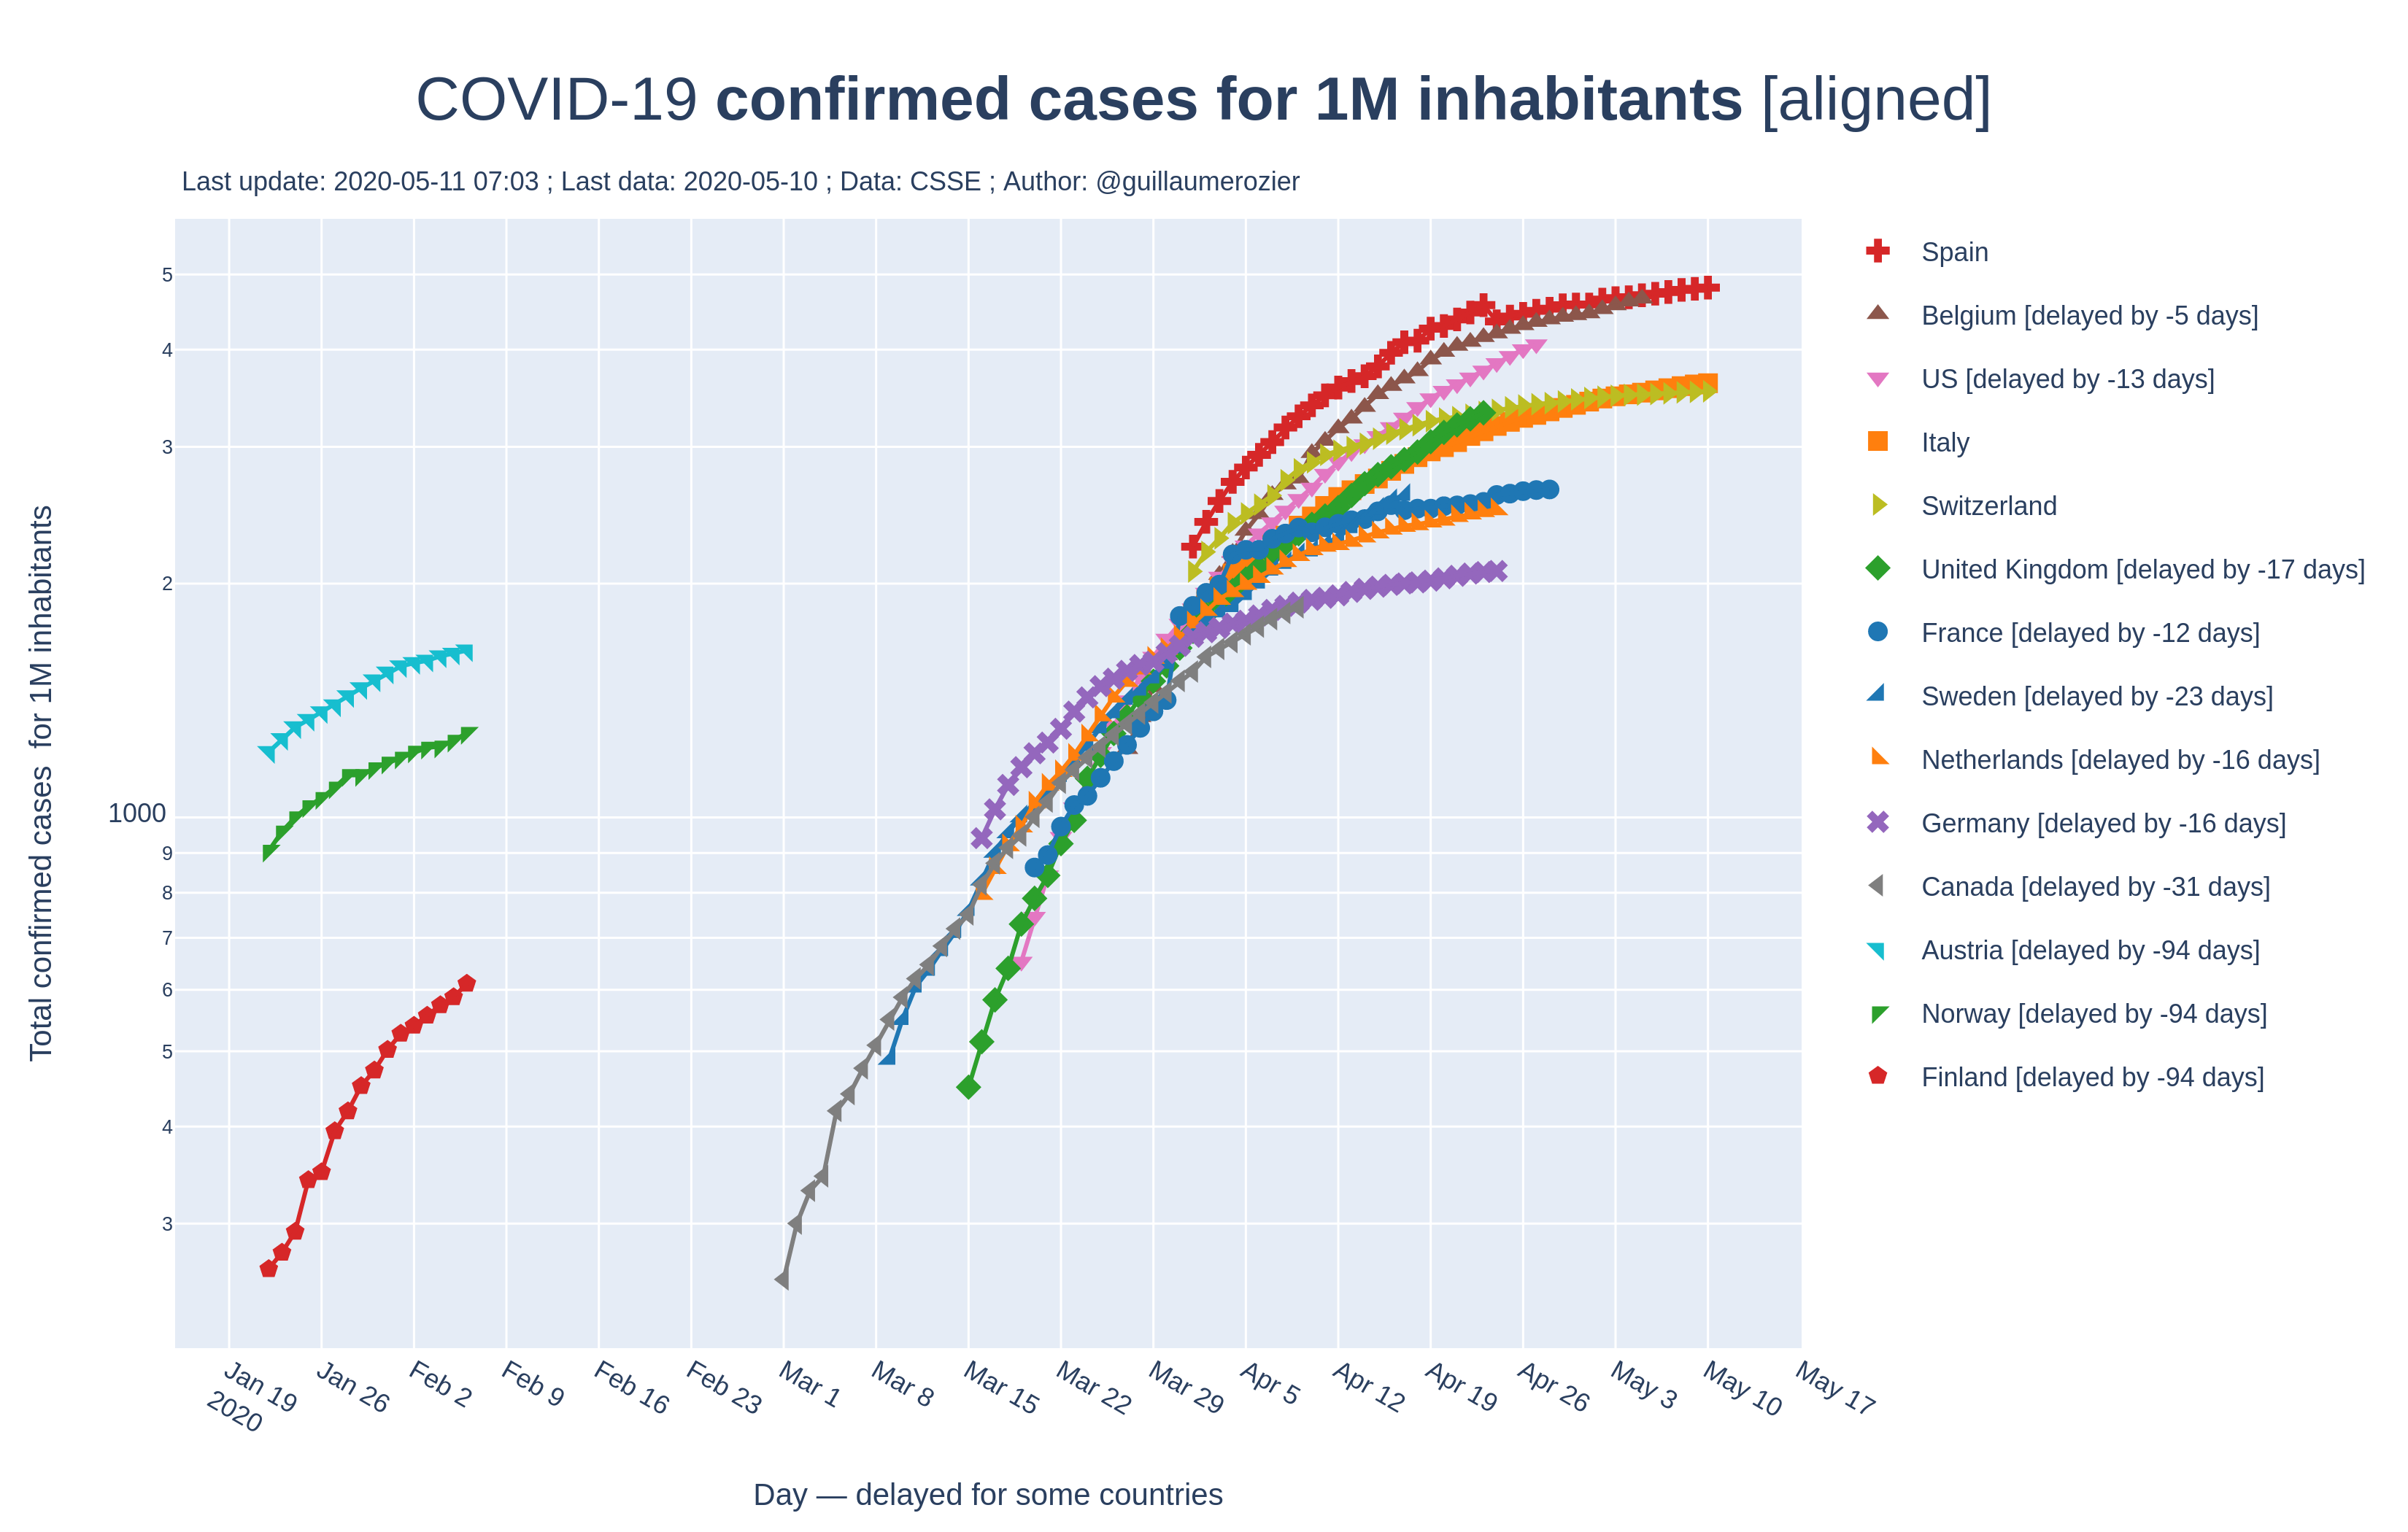 COVID-19 confirmed cases for 1M inhabitants [aligned]
Last update: 2020-05-11 07:03 ; Last data: 2020-05-10 ; Data: CSSE ; Author: @guillaumerozier
Total confirmed cases  for 1M inhabitants
5
4
3
2
1000
9
8
7
6
5
4
3
Jan 19
2020
Jan 26
Feb 2
Feb 9
Feb 16
Feb 23
Mar 1
Mar 8
Mar 15
Mar 22
Mar 29
Apr 5
Apr 12
Apr 19
Apr 26
May 3
May 10
May 17
Day — delayed for some countries
Spain
Belgium [delayed by -5 days]
US [delayed by -13 days]
Italy
Switzerland
United Kingdom [delayed by -17 days]
France [delayed by -12 days]
Sweden [delayed by -23 days]
Netherlands [delayed by -16 days]
Germany [delayed by -16 days]
Canada [delayed by -31 days]
Austria [delayed by -94 days]
Norway [delayed by -94 days]
Finland [delayed by -94 days]